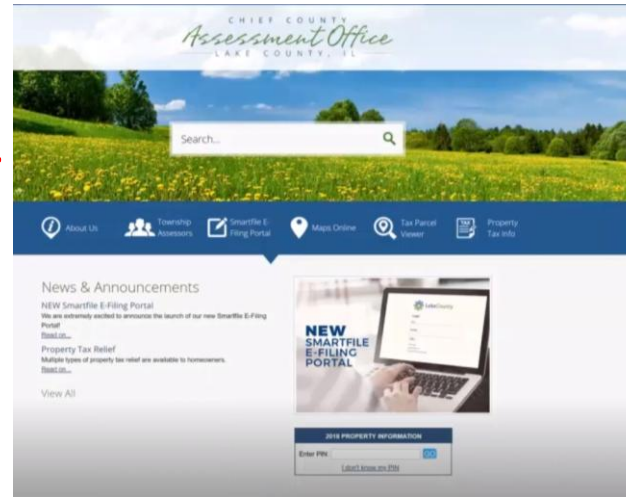 CHIEF COUNTY
Assessment Office
LAKE COUNTY, IL
Search...
About Us
Township Assessors
Smartfile E-Filing Portal
Maps Online
Tax Parcel Viewer
Property Tax Info
News & Announcements
NEW Smartfile E-Filing Portal
We are extremely excited to announce the launch of our new Smartfile E-Filing
Portal!
Read on...
Property Tax Relief
Multiple types of property tax relief are available to homeowners.
Read on...
View All
NEW
SMARTFILE
E-FILING
PORTAL
LakeCounty
2018 PROPERTY INFORMATION
Enter PIN
GO
I don't know my PIN